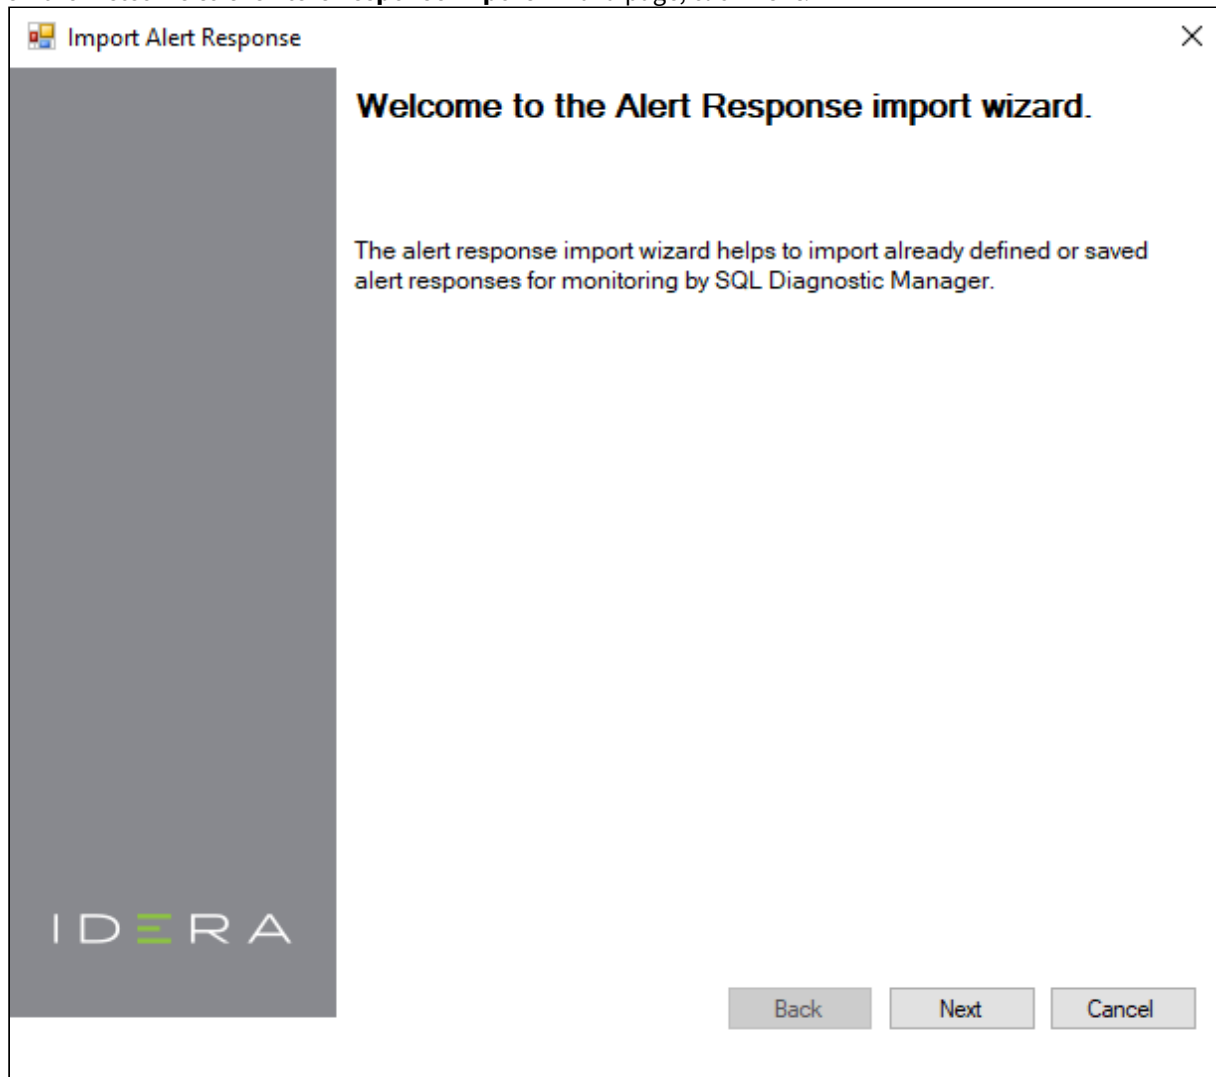 Import Alert Response
Welcome to the Alert Response import wizard.
The alert response import wizard helps to import already defined or saved
alert responses for monitoring by SQL Diagnostic Manager.
IDERA
Back Next Cancel